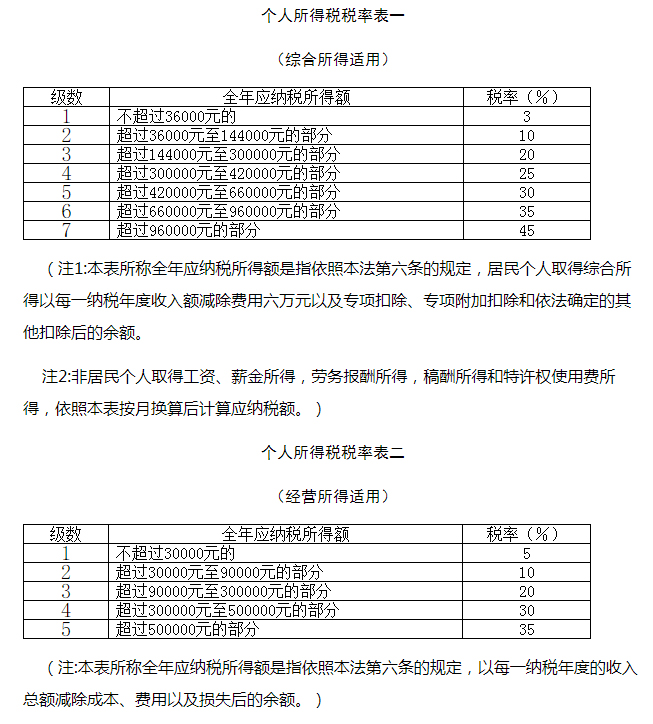 个人所得税税率表一
（综合所得适用）
级数 全年应纳税所得额 税率（%）
1 不超过36000元的 3
2 超过36000元至144000元的部分 10
3 超过144000元至300000元的部分 20
4 超过300000元至420000元的部分 25
5 超过420000元至660000元的部分 30
6 超过660000元至960000元的部分 35
7 超过960000元的部分 45
（注1:本表所称全年应纳税所得额是指依照本法第六条的规定，居民个人取得综合所
得以每一纳税年度收入额减除费用六万元以及专项扣除、专项附加扣除和依法确定的其
他扣除后的余额。
注2:非居民个人取得工资、薪金所得，劳务报酬所得，稿酬所得和特许权使用费所
得，依照本表按月换算后计算应纳税额。）
个人所得税税率表二
（经营所得适用）
级数 全年应纳税所得额 税率（%）
1 不超过30000元的 5
2 超过30000元至90000元的部分 10
3 超过90000元至300000元的部分 20
4 超过300000元至500000元的部分 30
5 超过500000元的部分 35
（注:本表所称全年应纳税所得额是指依照本法第六条的规定，以每一纳税年度的收入
总额减除成本、费用以及损失后的余额。）